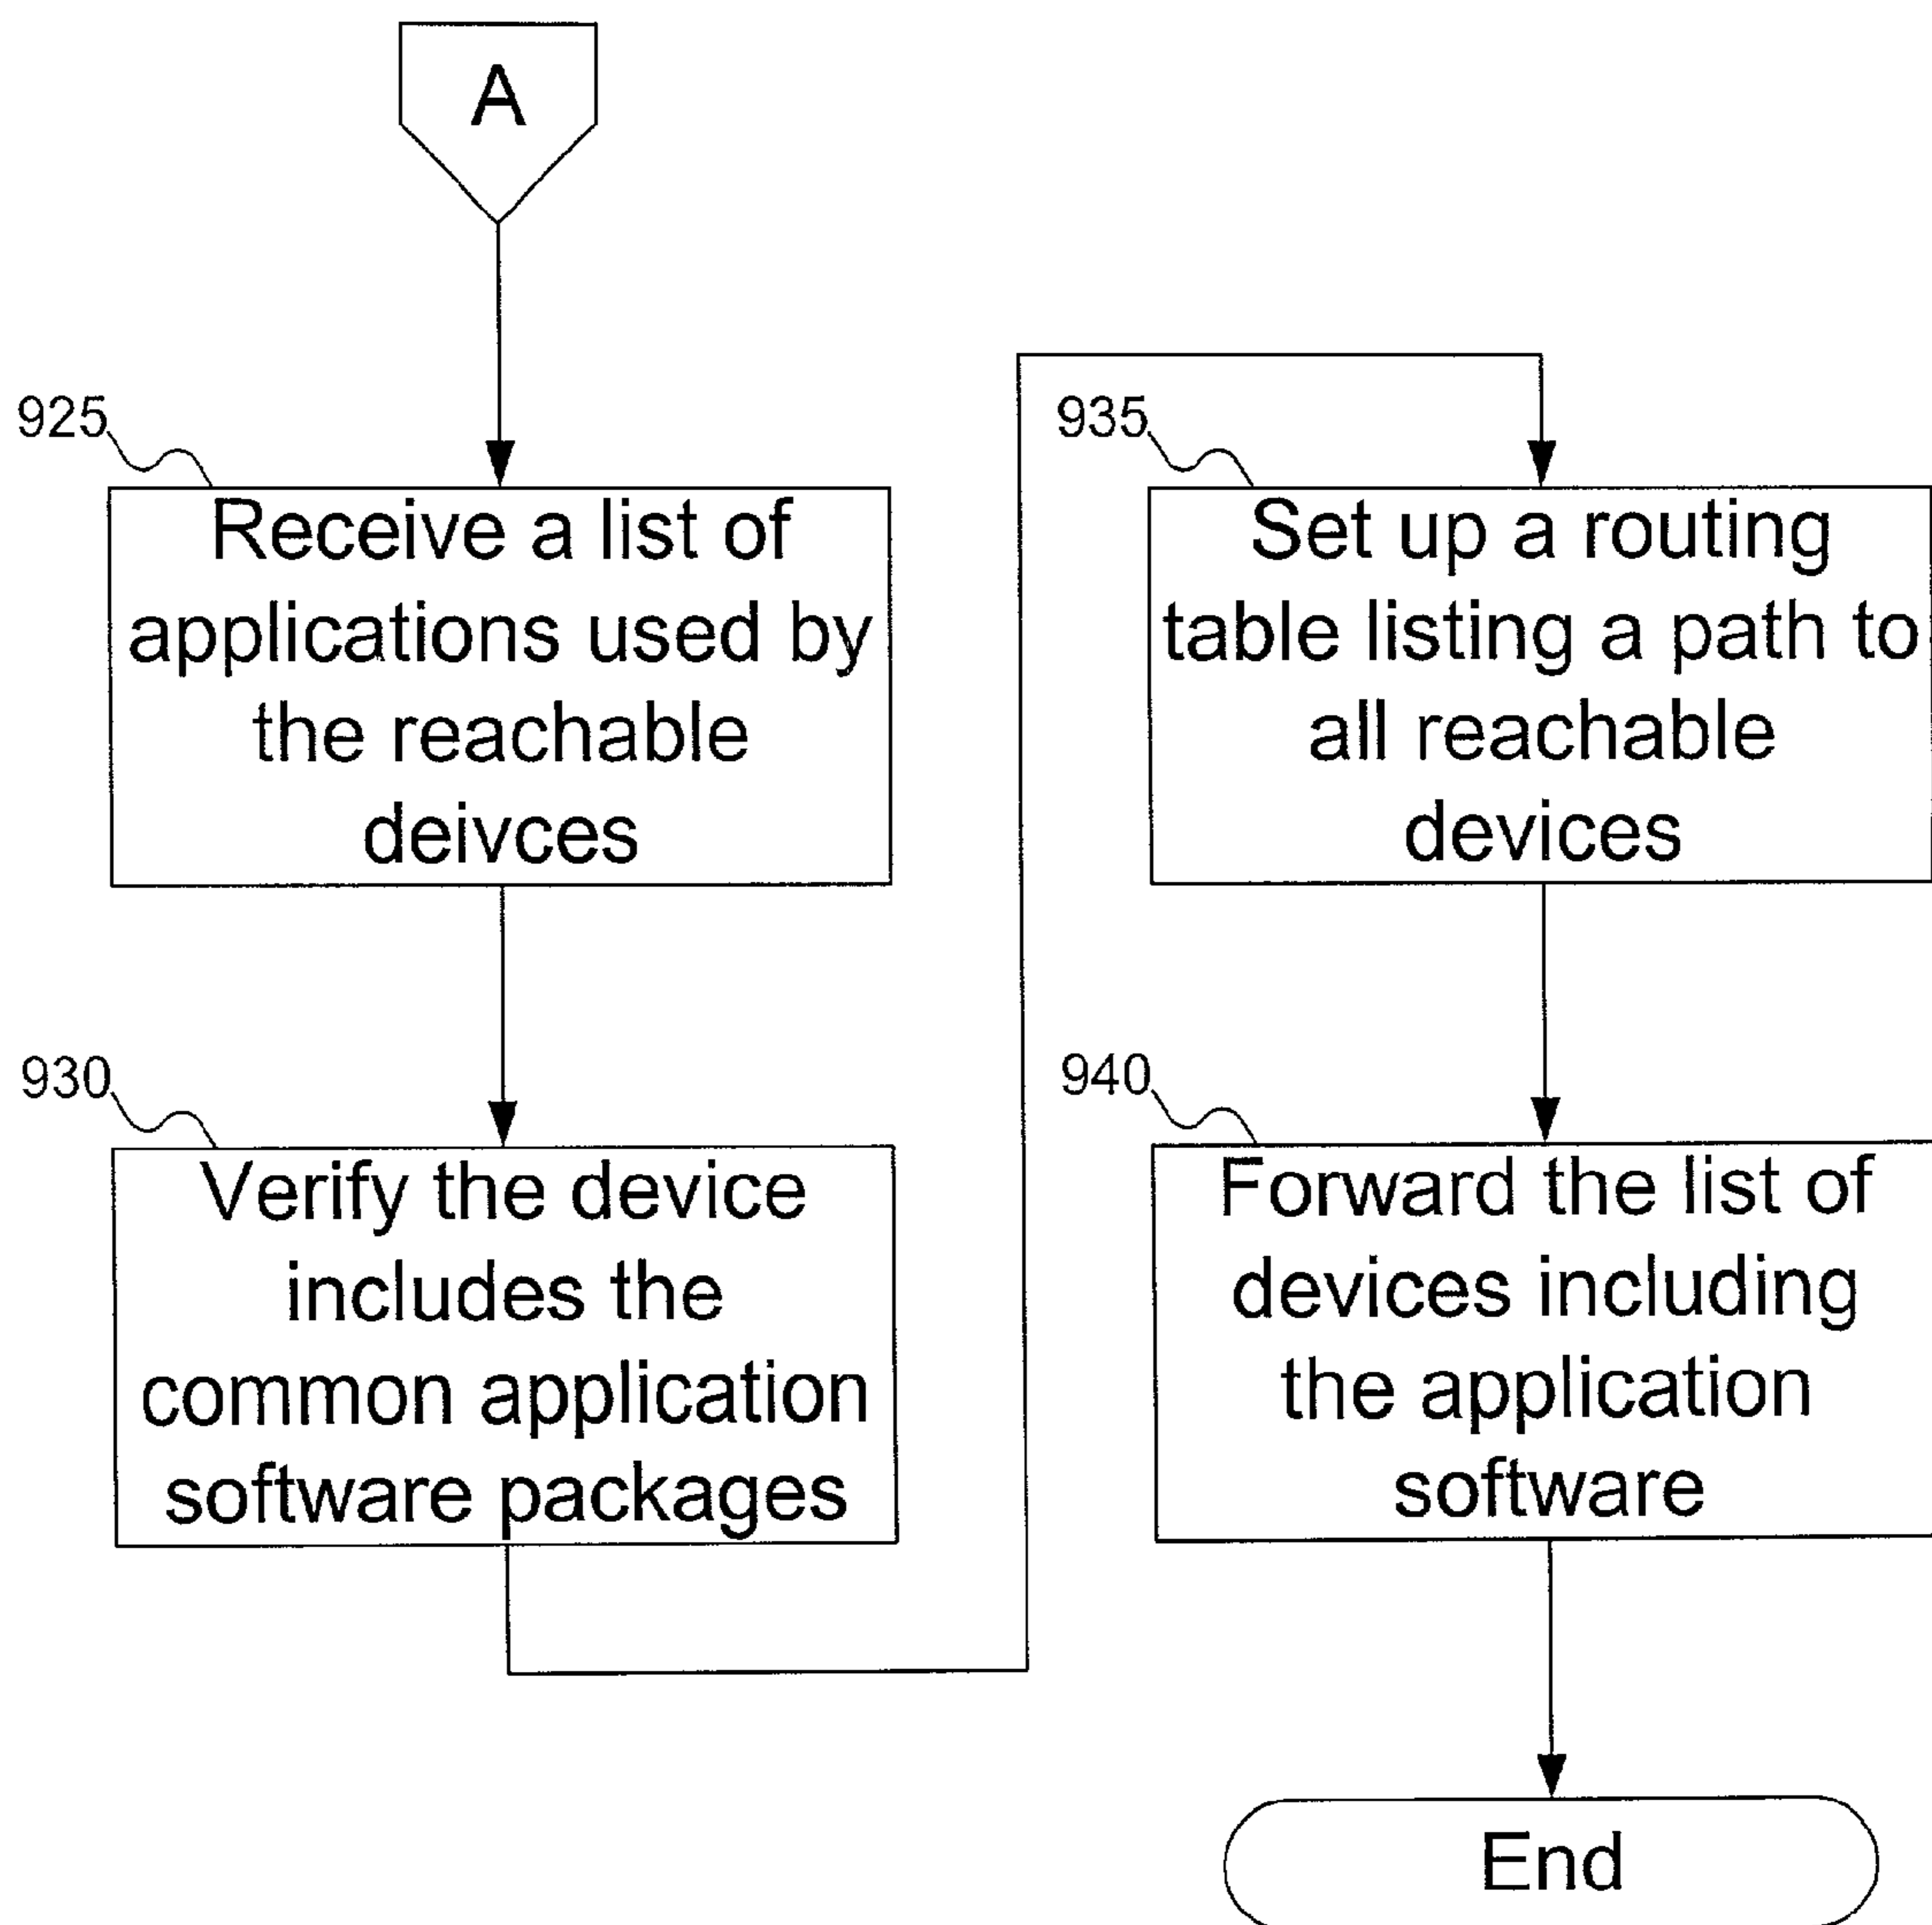 A
925
Receive a list of
applications used by
the reachable
deivces
930
Verify the device
includes the
common application
software packages
935
Set up a routing
table listing a path to
all reachable
devices
940
Forward the list of
devices including
the application
software
End